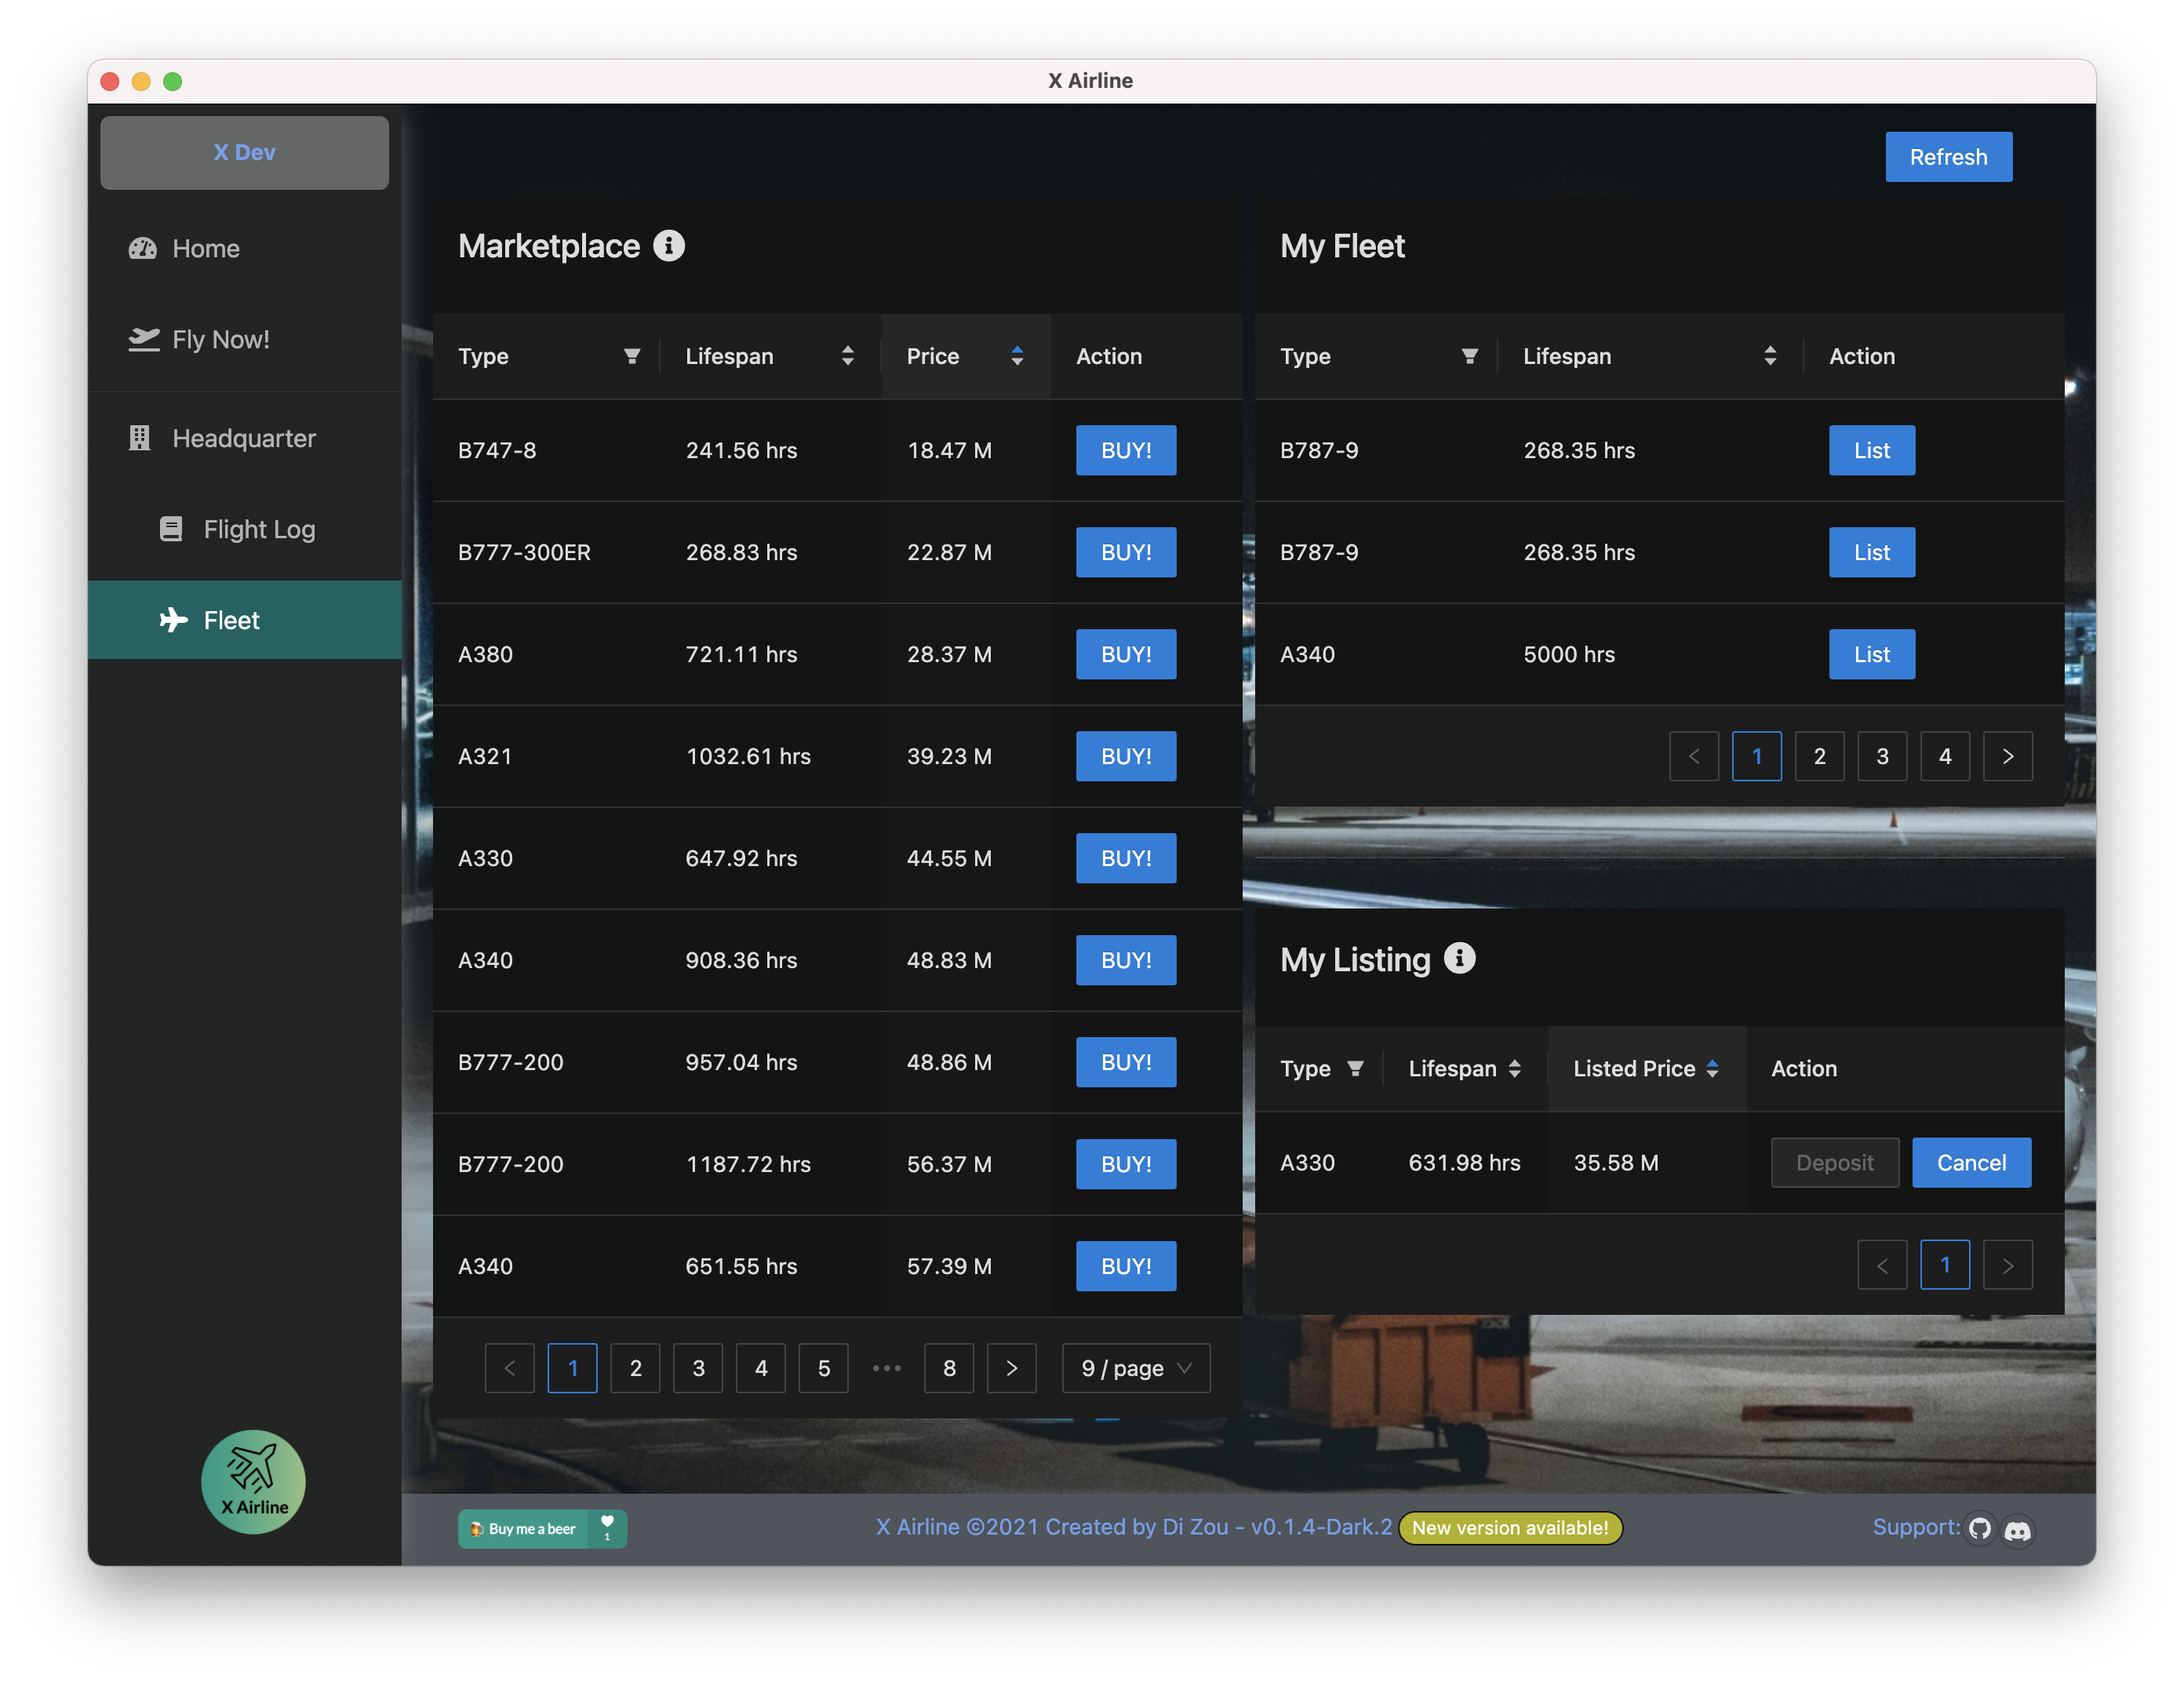 X Airline
X Dev
Home
Fly Now!
Headquarter
Flight Log
Fleet
X Airline
Refresh
Marketplace
Type Lifespan Price Action
B747-8 241.56 hrs 18.47 M BUY!
B777-300ER 268.83 hrs 22.87 M BUY!
A380 721.11 hrs 28.37 M BUY!
A321 1032.61 hrs 39.23 M BUY!
A330 647.92 hrs 44.55 M BUY!
A340 908.36 hrs 48.83 M BUY!
B777-200 957.04 hrs 48.86 M BUY!
B777-200 1187.72 hrs 56.37 M BUY!
A340 651.55 hrs 57.39 M BUY!
< 1 2 3 4 5 ••• 8 > 9 / page
My Fleet
Type Lifespan Action
B787-9 268.35 hrs List
B787-9 268.35 hrs List
A340 5000 hrs List
< 1 2 3 4 >
My Listing
Type Lifespan Listed Price Action
A330 631.98 hrs 35.58 M Deposit Cancel
< 1 >
Buy me a beer 1
X Airline ©2021 Created by Di Zou - v0.1.4-Dark.2 New version available!
Support: